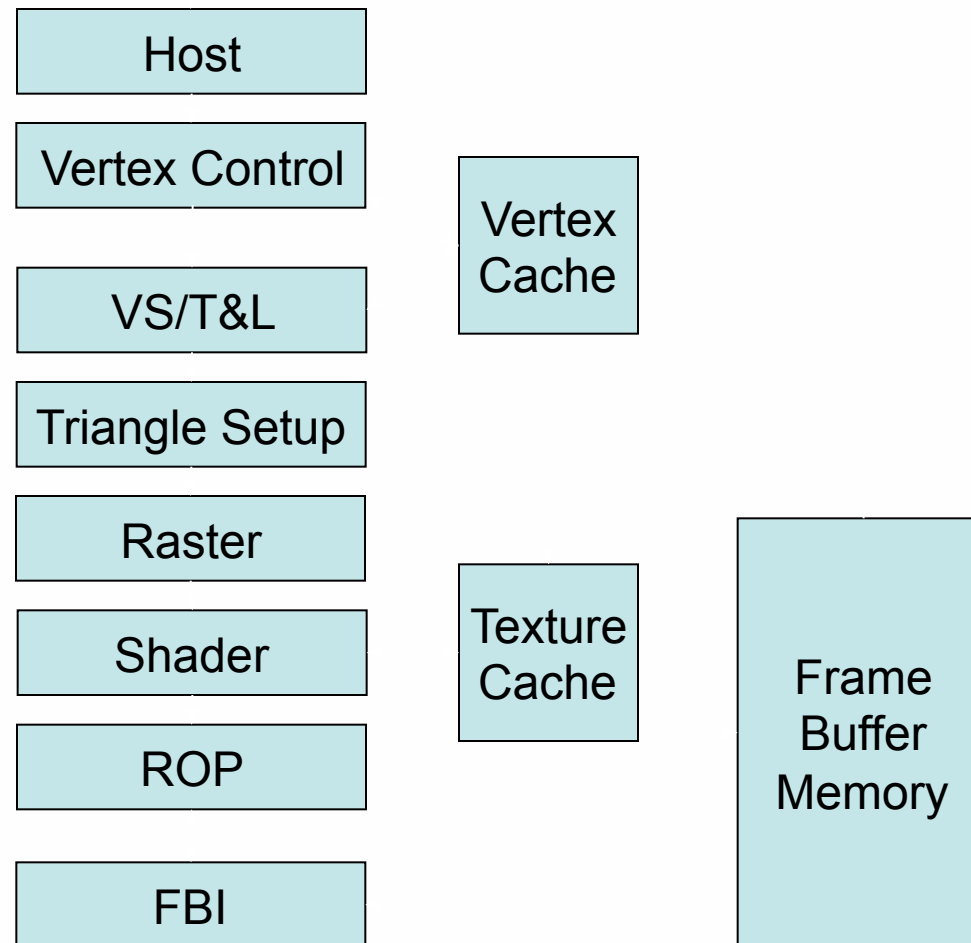 Host
Vertex Control
VS/T&L
Triangle Setup
Raster
Shader
ROP
FBI
Vertex
Cache
Texture
Cache
Frame
Buffer
Memory